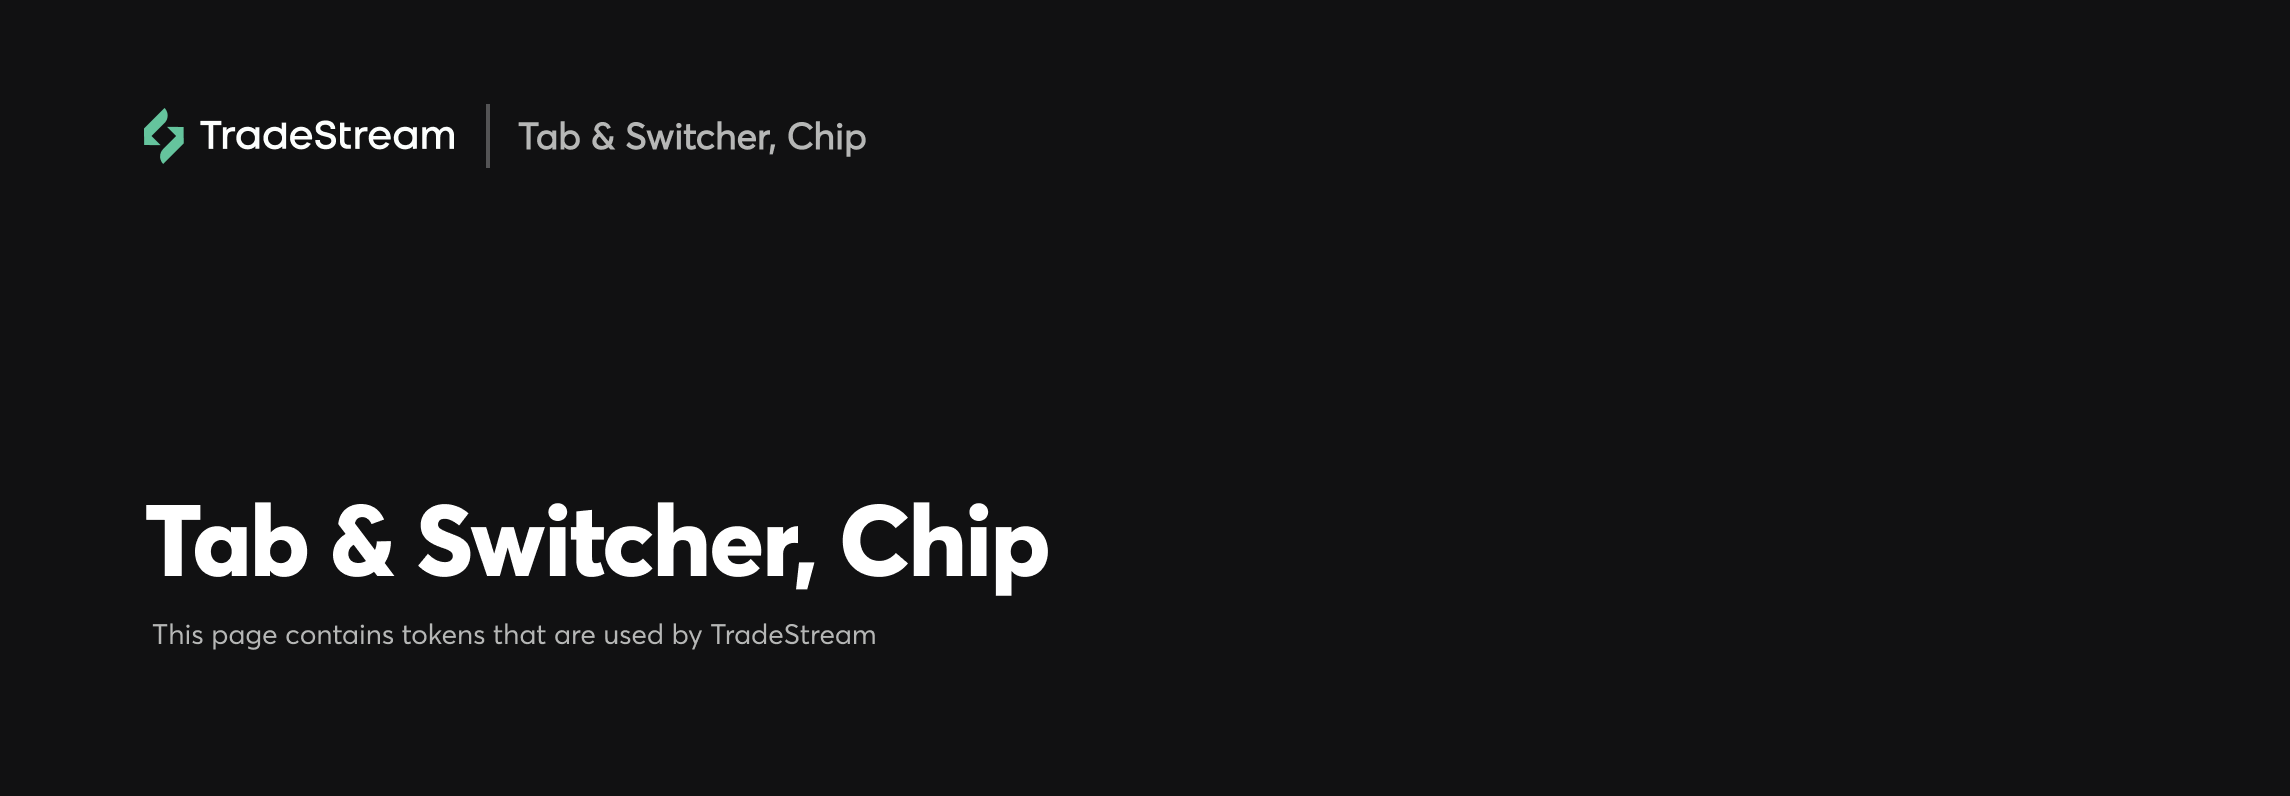 TradeStream
Tab & Switcher, Chip
Tab & Switcher, Chip
This page contains tokens that are used by TradeStream